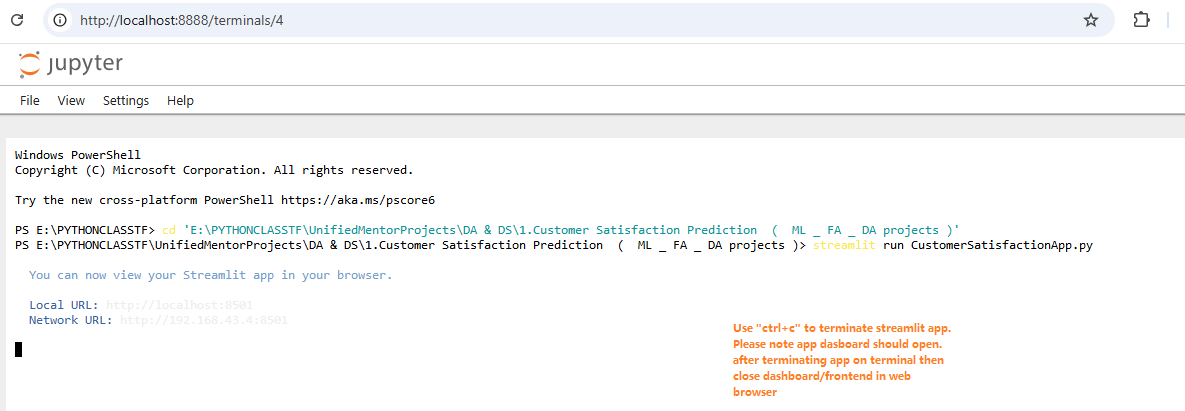 http://localhost:8888/terminals/4
jupyter
File View Settings Help
Windows PowerShell
Copyright (C) Microsoft Corporation. All rights reserved.
Try the new cross-platform PowerShell https://aka.ms/pscore6
PS E:\PYTHONCLASSTF> cd 'E:\PYTHONCLASSTF\UnifiedMentorProjects\DA & DS\1.Customer Satisfaction Prediction  (  ML _ FA _ DA projects )'
PS E:\PYTHONCLASSTF\UnifiedMentorProjects\DA & DS\1.Customer Satisfaction Prediction  (  ML _ FA _ DA projects )> streamlit run CustomerSatisfactionApp.py
You can now view your Streamlit app in your browser.
Local URL: http://localhost:8501
Network URL: http://192.168.43.4:8501
Use "ctrl+c" to terminate streamlit app.
Please note app dasboard should open.
after terminating app on terminal then
close dashboard/frontend in web
browser